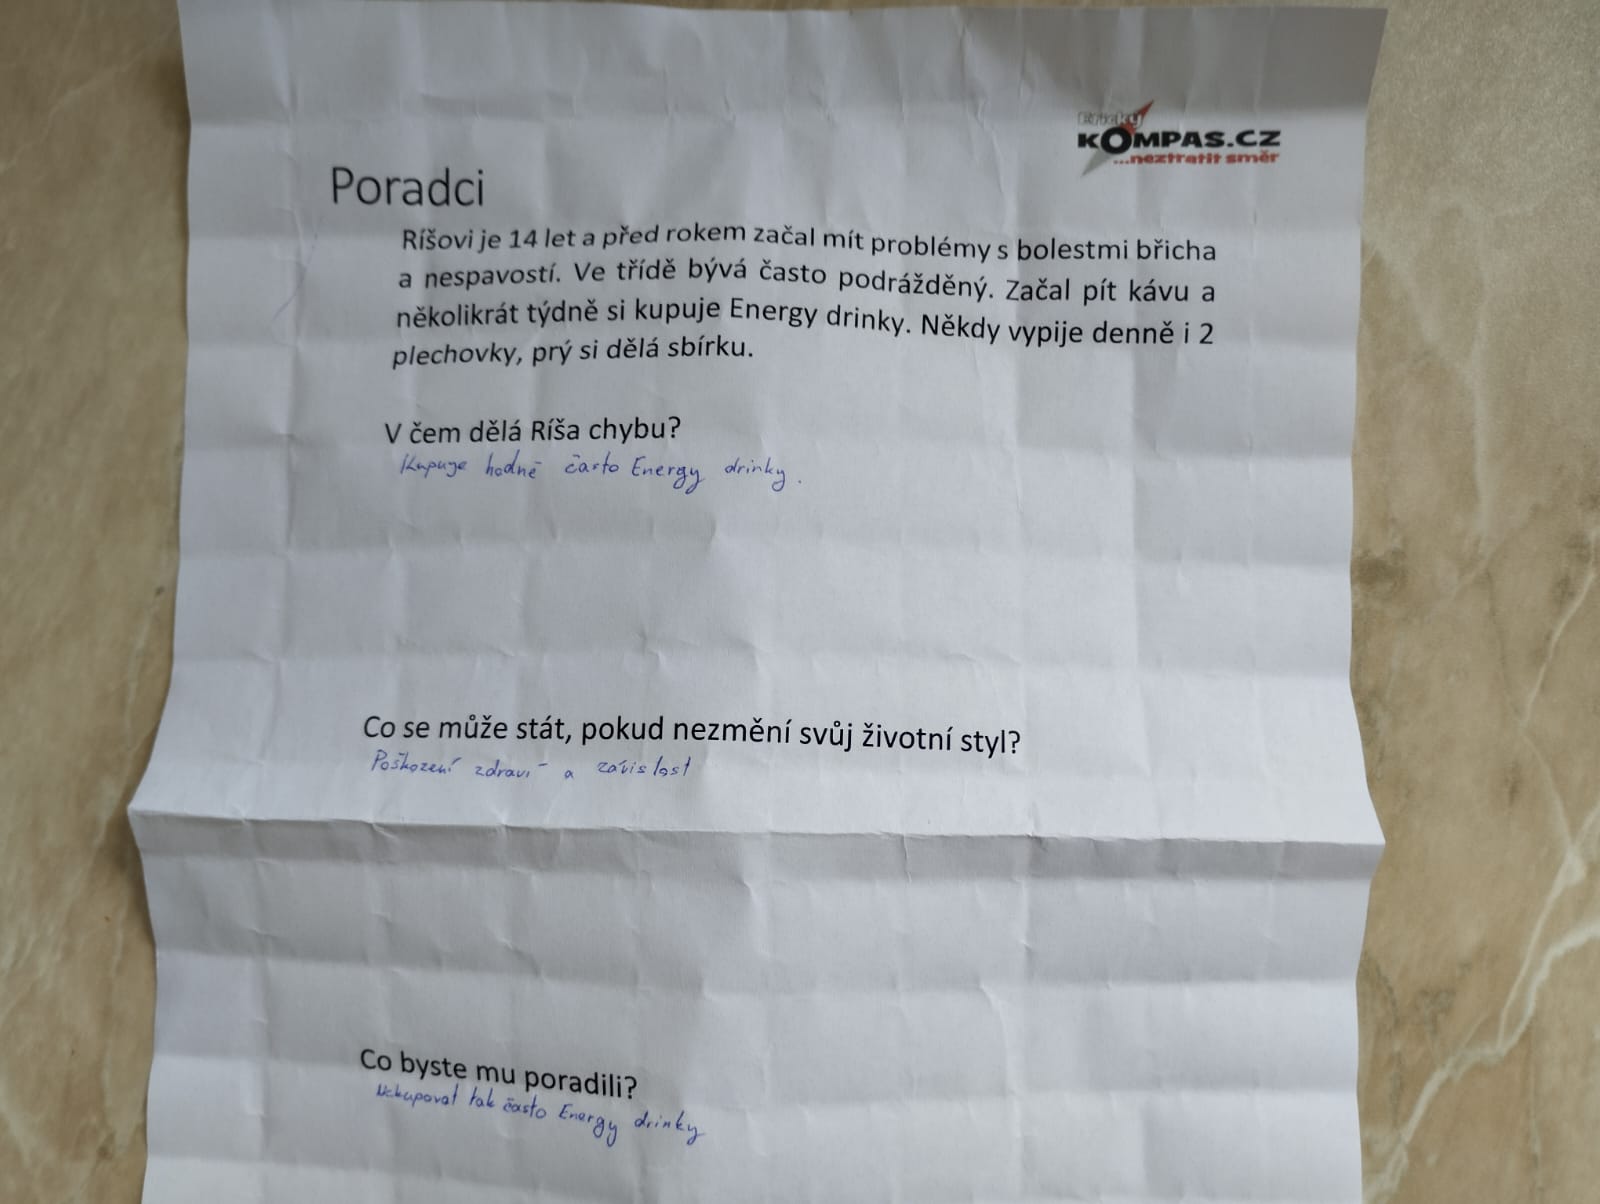 Etický
KOMPAS.CZ
...neztratit směr
Poradci
Ríšovi je 14 let a před rokem začal mít problémy s bolestmi břicha
a nespavostí. Ve třídě bývá často podrážděný. Začal pít kávu a
několikrát týdně si kupuje Energy drinky. Někdy vypije denně i 2
plechovky, prý si dělá sbírku.
V čem dělá Ríša chybu?
Kupuje hodně často Energy drinky.
Co se může stát, pokud nezmění svůj životní styl?
Poškození zdraví a závislost
Co byste mu poradili?
Nekupovat tak často Energy drinky